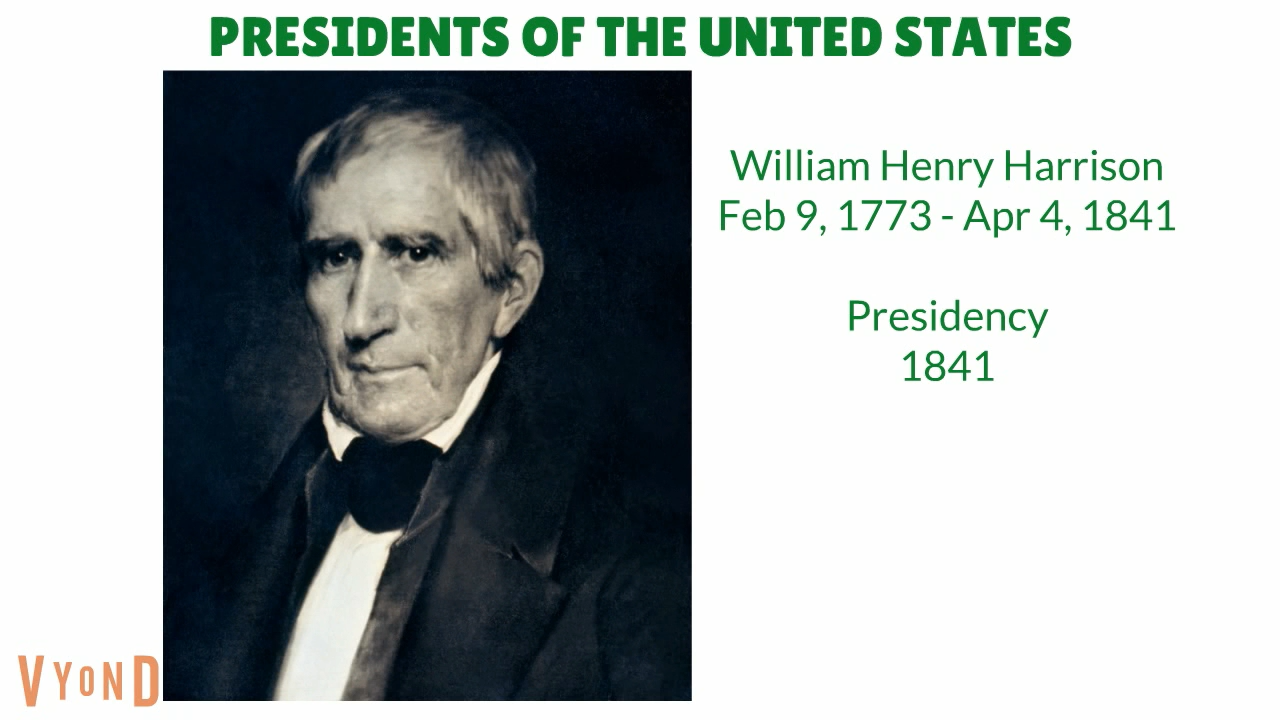 PRESIDENTS OF THE UNITED STATES
William Henry Harrison
Feb 9, 1773 - Apr 4, 1841
Presidency
1841
VYOND